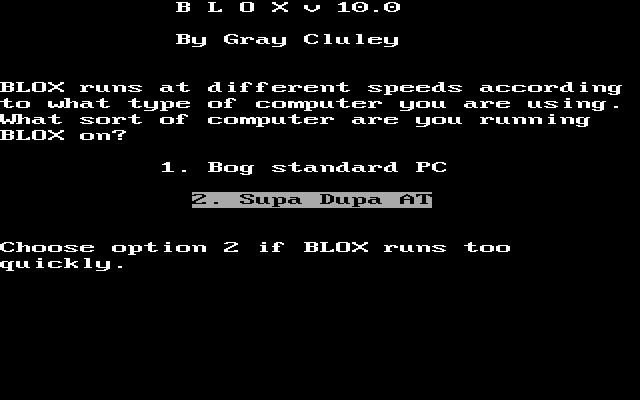 B L O X v 10.0
By Gray Cluley
BLOX runs at different speeds according
to what type of computer you are using.
What sort of computer are you running
BLOX on?
1. Bog standard PC
2. Supa Dupa AT
Choose option 2 if BLOX runs too
quickly.